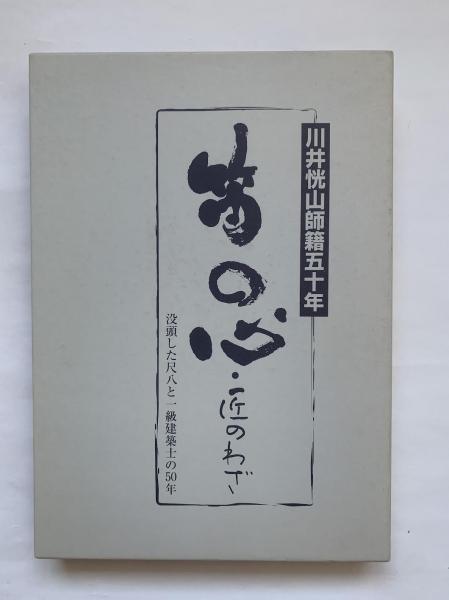 川井恍山師籍五十年
笛の心・匠のわざ
没頭した尺八と一級建築士の50年